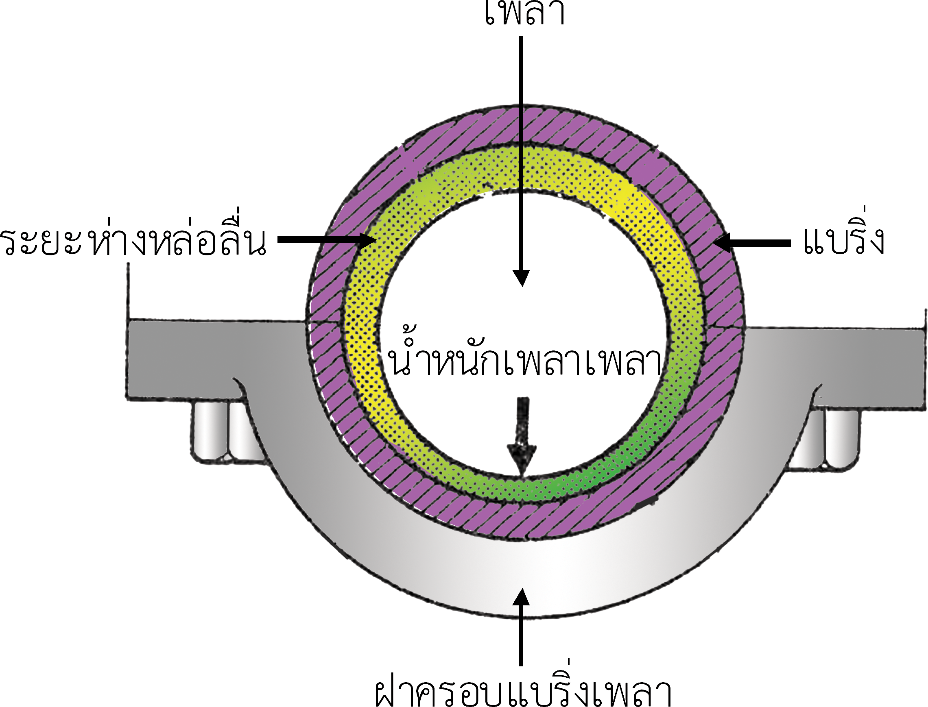 เพลา
ระยะห่างหล่อลื่น
แบริ่ง
น้ำหนักเพลาเพลา
ฝาครอบแบริ่งเพลา